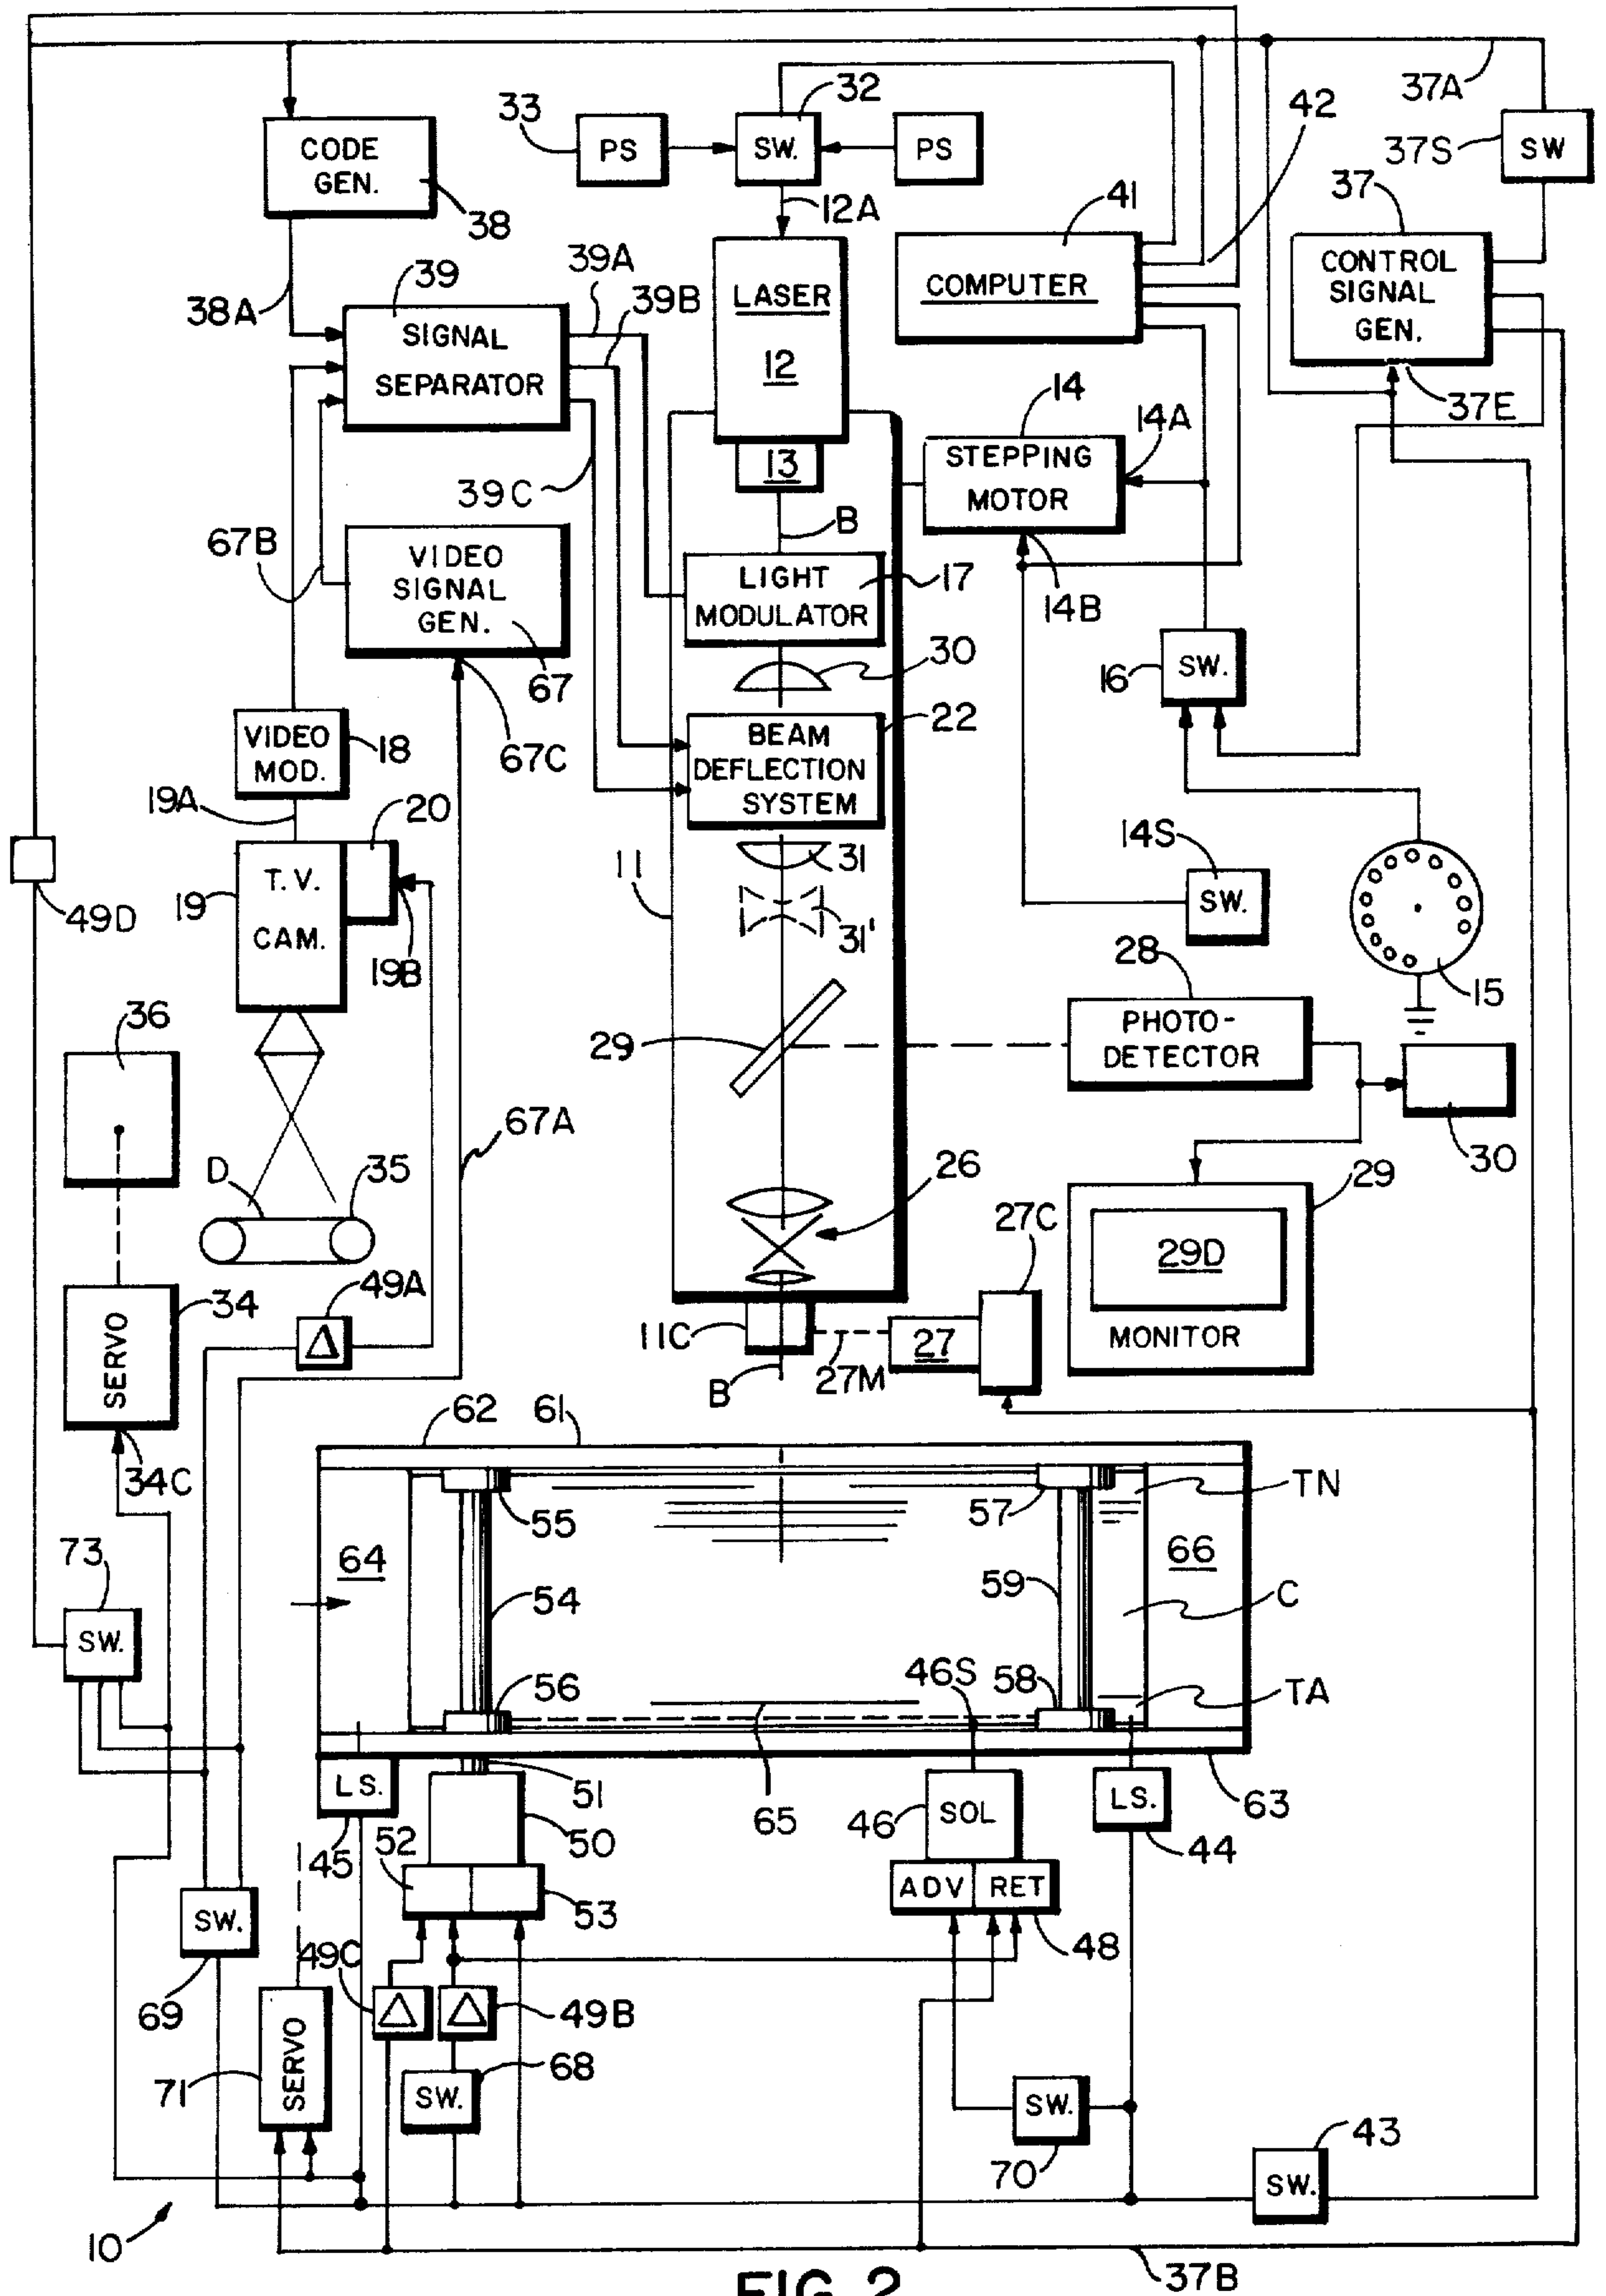 37A
33
32
42
PS
SW.
PS
37S
SW
CODE
GEN.
38
12A
41
37
39A
39B
38A
39
LASER
12
COMPUTER
CONTROL
SIGNAL
GEN.
SIGNAL
SEPARATOR
14
14A
37E
13
STEPPING
MOTOR
39C
B
67B
VIDEO
SIGNAL
GEN.
67
LIGHT
MODULATOR
17
14B
30
16
SW.
VIDEO
MOD.
18
67C
BEAM
DEFLECTION
SYSTEM
22
19A
20
14S
SW.
T.V.
CAM.
19
11
31
31'
49D
19B
28
15
36
29
PHOTO-
DETECTOR
67A
30
D
35
26
29
27C
29D
49A
34
11C
27
MONITOR
SERVO
27M
B
62
61
34C
TN
55
57
73
64
66
54
59
C
SW.
46S
58
56
TA
L S.
51
SOL
LS.
63
45
52
50
65
46
44
53
ADV
RET
SW.
49C
48
69
49B
SERVO
68
71
SW.
SW.
43
70
SW.
10
37B
FIG. 2